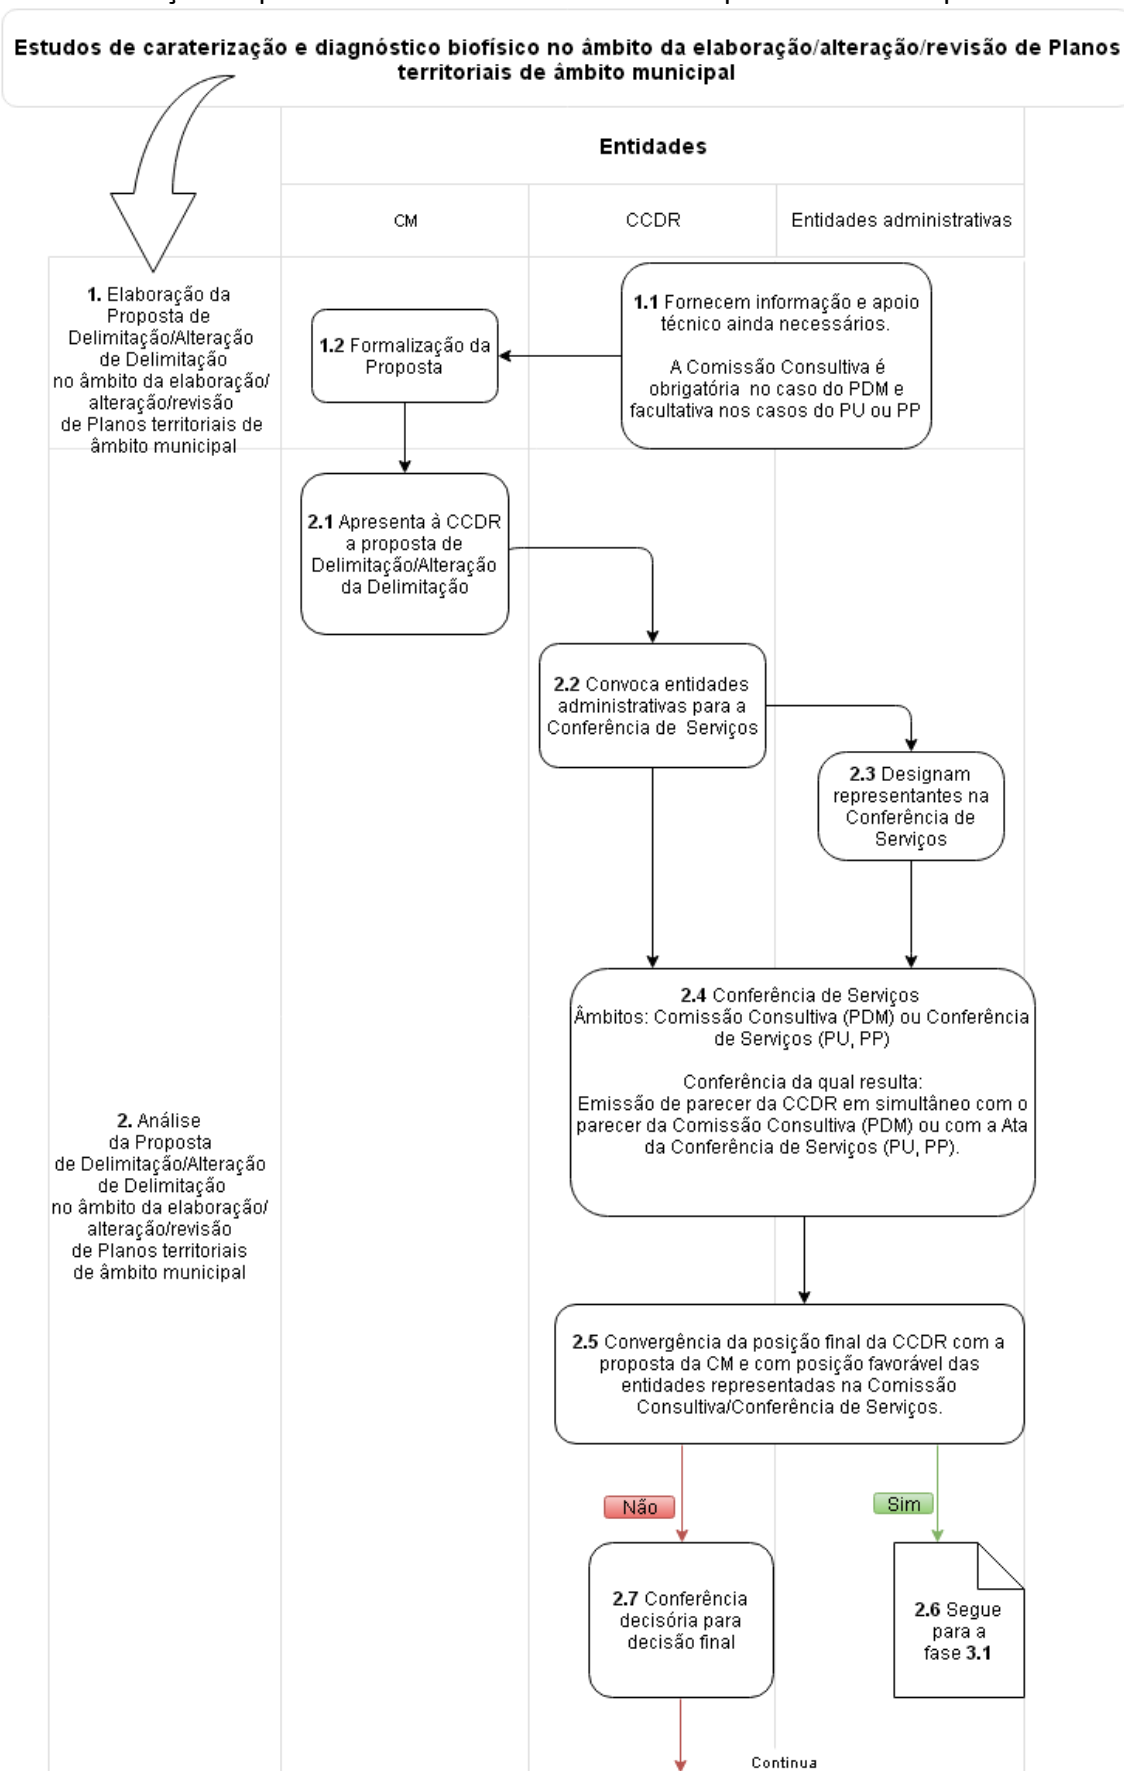 Estudos de caraterização e diagnóstico biofísico no âmbito da elaboração/alteração/revisão de Planos
territoriais de âmbito municipal
Entidades
CM
CCDR
Entidades administrativas
1. Elaboração da
Proposta de
Delimitação/Alteração
de Delimitação
no âmbito da elaboração/
alteração/revisão
de Planos territoriais de
âmbito municipal
1.1 Fornecem informação e apoio
técnico ainda necessários.
A Comissão Consultiva é
obrigatória no caso do PDM e
facultativa nos casos do PU ou PP
1.2 Formalização da
Proposta
2.1 Apresenta à CCDR
a proposta de
Delimitação/Alteração
da Delimitação
2.2 Convoca entidades
administrativas para a
Conferência de Serviços
2.3 Designam
representantes na
Conferência de
Serviços
2.4 Conferência de Serviços
Âmbitos: Comissão Consultiva (PDM) ou Conferência
de Serviços (PU, PP)
Conferência da qual resulta:
Emissão de parecer da CCDR em simultâneo com o
parecer da Comissão Consultiva (PDM) ou com a Ata
da Conferência de Serviços (PU, PP).
2. Análise
da Proposta
de Delimitação/Alteração
de Delimitação
no âmbito da elaboração/
alteração/revisão
de Planos territoriais
de âmbito municipal
2.5 Convergência da posição final da CCDR com a
proposta da CM e com posição favorável das
entidades representadas na Comissão
Consultiva/Conferência de Serviços.
Não
Sim
2.7 Conferência
decisória para
decisão final
2.6 Segue
para a
fase 3.1
Continua